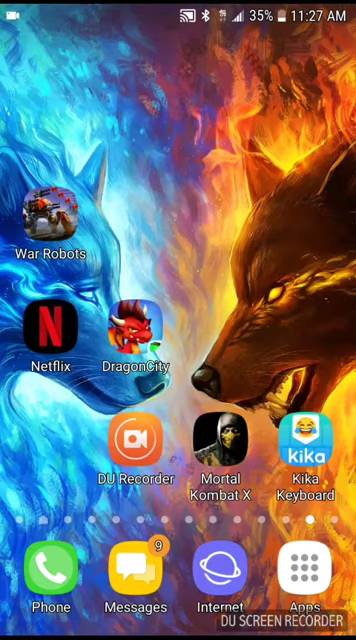 35% 11:27 AM
War Robots
N
Netflix
DragonCity
kika
DU Recorder
Mortal
Kombat X
Kika
Keyboard
9
Phone
Messages
Internet
Apps
DU SCREEN RECORDER